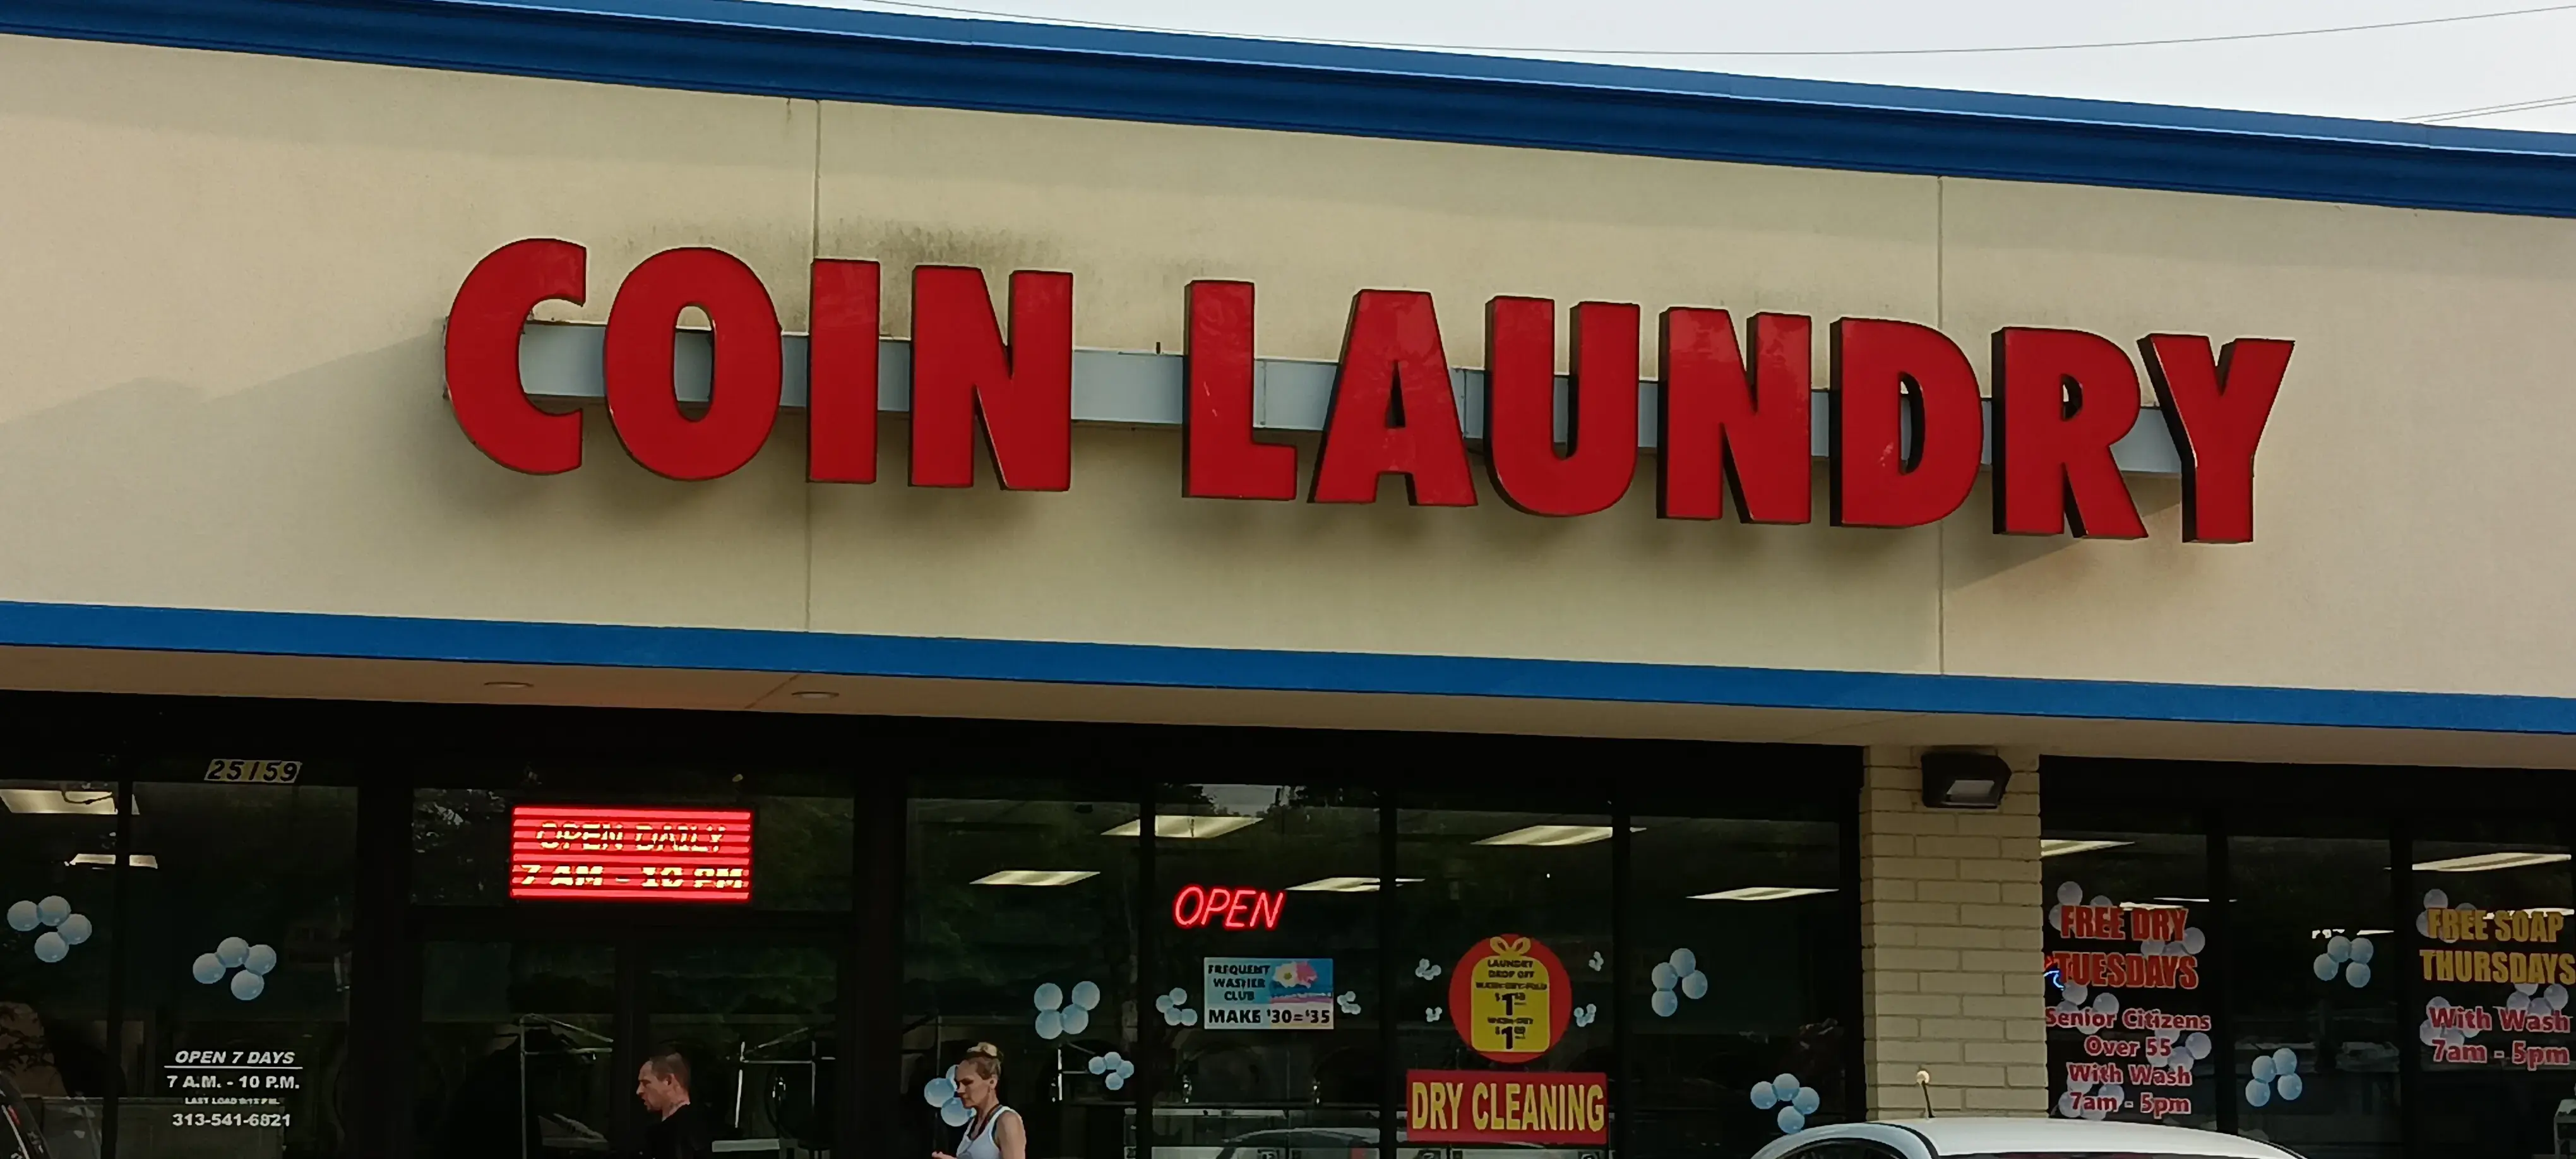 COIN LAUNDRY
25159
OPEN DAILY
7 AM - 10 PM
OPEN
FREQUENT
WASHER
CLUB
MAKE $30=$35
LAUNDRY
DROP OFF
DRY CLEANING
OPEN 7 DAYS
7 A.M. - 10 P.M.
LAST LOAD
313-541-6821
FREE DRY
TUESDAYS
Senior Citizens
Over 55
With Wash
7am - 5pm
FREE SOAP
THURSDAYS
With Wash
7am - 5pm